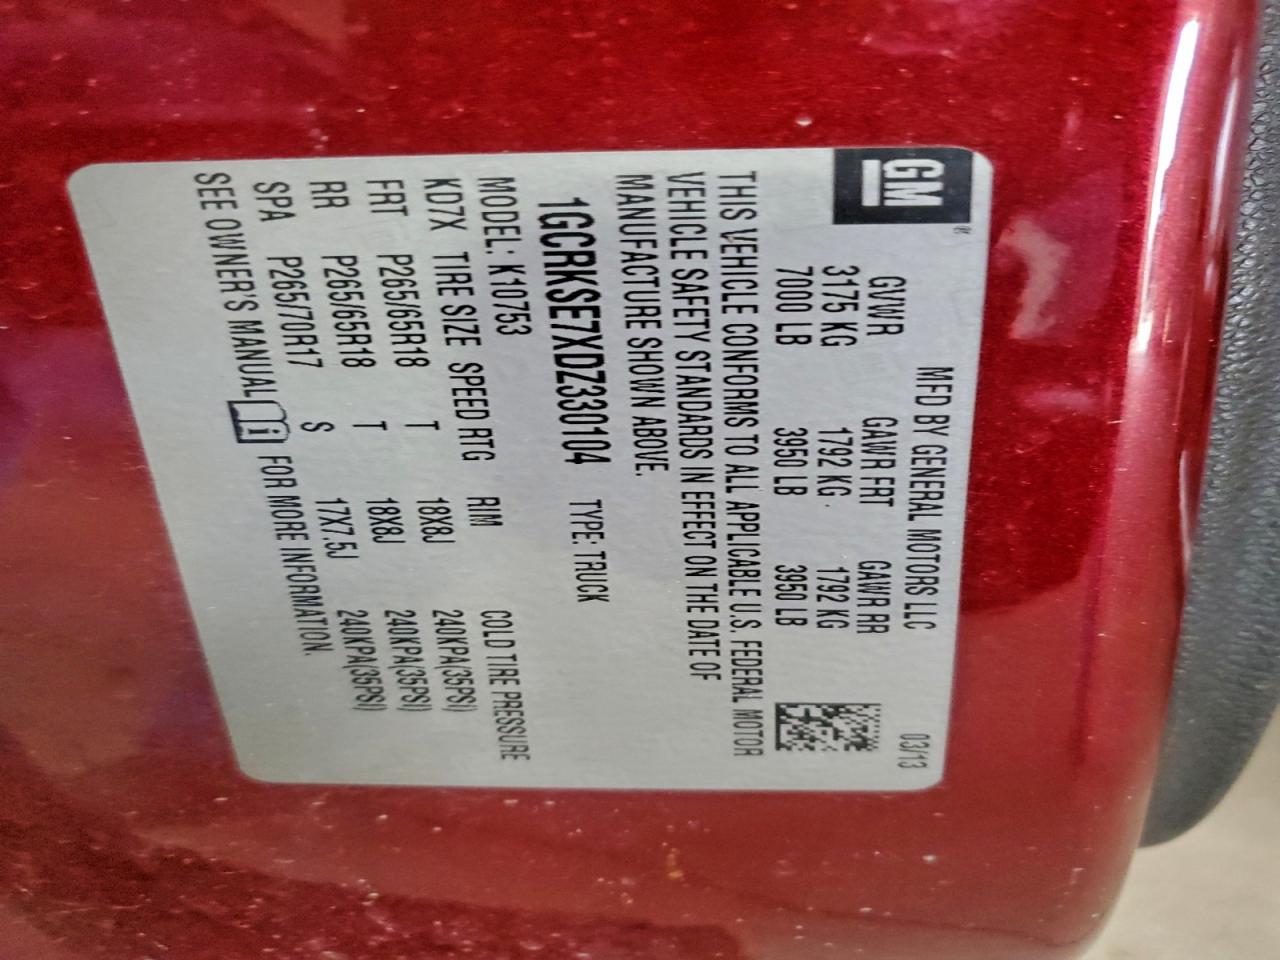 GM®
MFD BY GENERAL MOTORS LLC 03/13
GVWR GAWR FRT GAWR RR
3175 KG 1792 KG 1792 KG
7000 LB 3950 LB 3950 LB
THIS VEHICLE CONFORMS TO ALL APPLICABLE U.S. FEDERAL MOTOR
VEHICLE SAFETY STANDARDS IN EFFECT ON THE DATE OF
MANUFACTURE SHOWN ABOVE.
1GCRKSE7XDZ330104 TYPE: TRUCK
MODEL: K10753
KD7X TIRE SIZE SPEED RTG RIM COLD TIRE PRESSURE
FRT P265/65R18 T 18X8J 240KPA(35PSI)
RR P265/65R18 T 18X8J 240KPA(35PSI)
SPA P265/70R17 S 17X7.5J 240KPA(35PSI)
SEE OWNER'S MANUAL i FOR MORE INFORMATION.